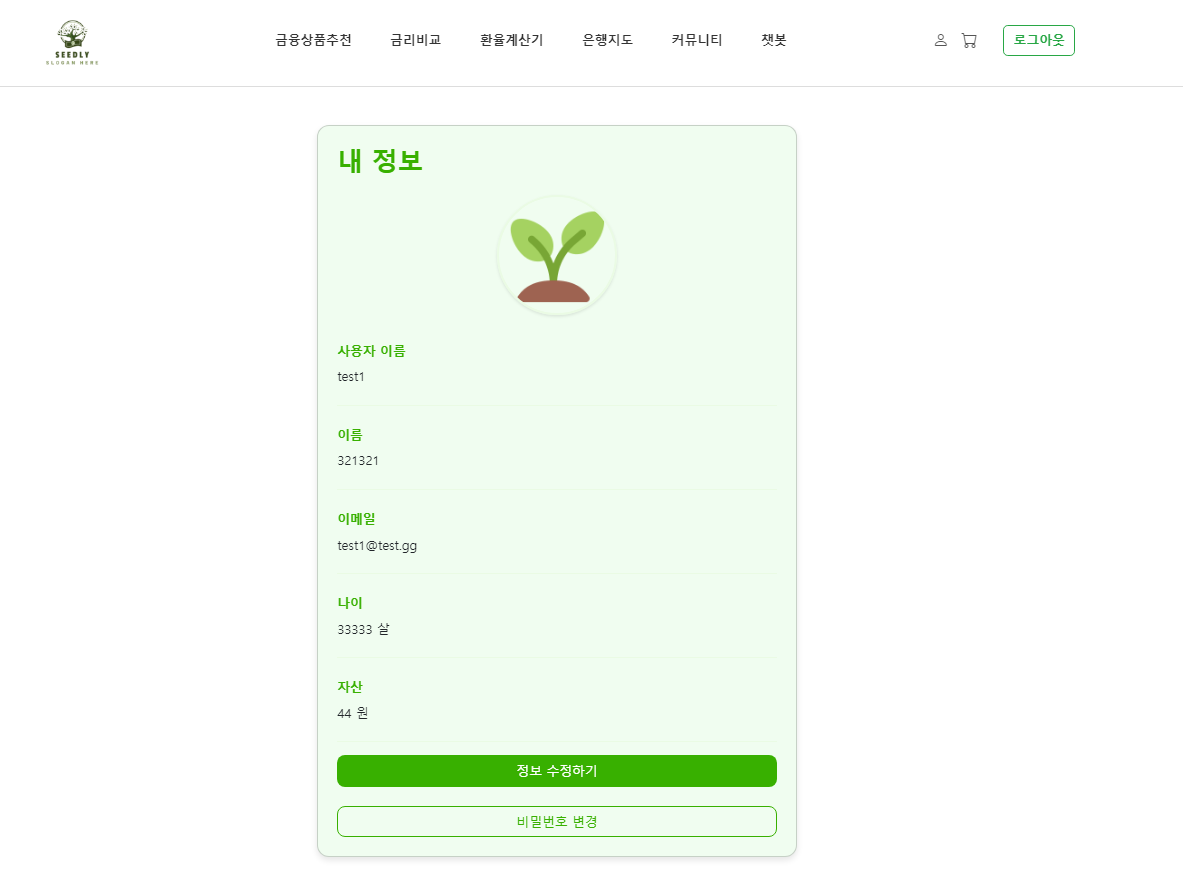 SEEDLY
SLOGAN HERE
금융상품추천 금리비교 환율계산기 은행지도 커뮤니티 챗봇 로그아웃
내 정보
사용자 이름
test1
이름
321321
이메일
test1@test.gg
나이
33333 살
자산
44 원
정보 수정하기
비밀번호 변경